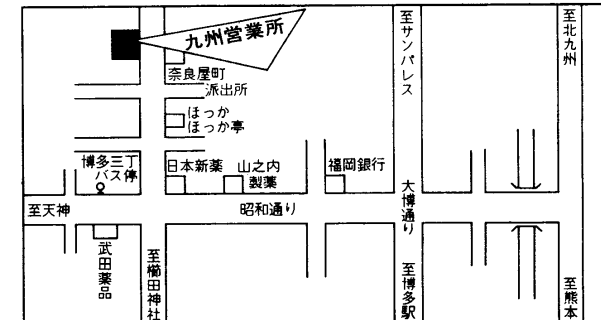 九州営業所
至サンパレス
至北九州
奈良屋町
派出所
ほっか
ほっか亭
博多三丁
バス停
日本新薬
山之内
製薬
福岡銀行
至天神
昭和通り
大博通り
武田薬品
至櫛田神社
至博多駅
至熊本